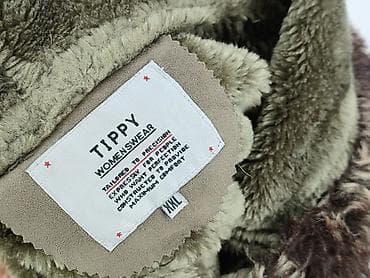 TIPPY
WOMENSWEAR
TAILORED TO PRECISION
EXPRESSLY FOR PEOPLE
WHO WANT PERFECTION
CONSTRUCTED TO PROVIDE
MAXIMUM COMFORT
XXL